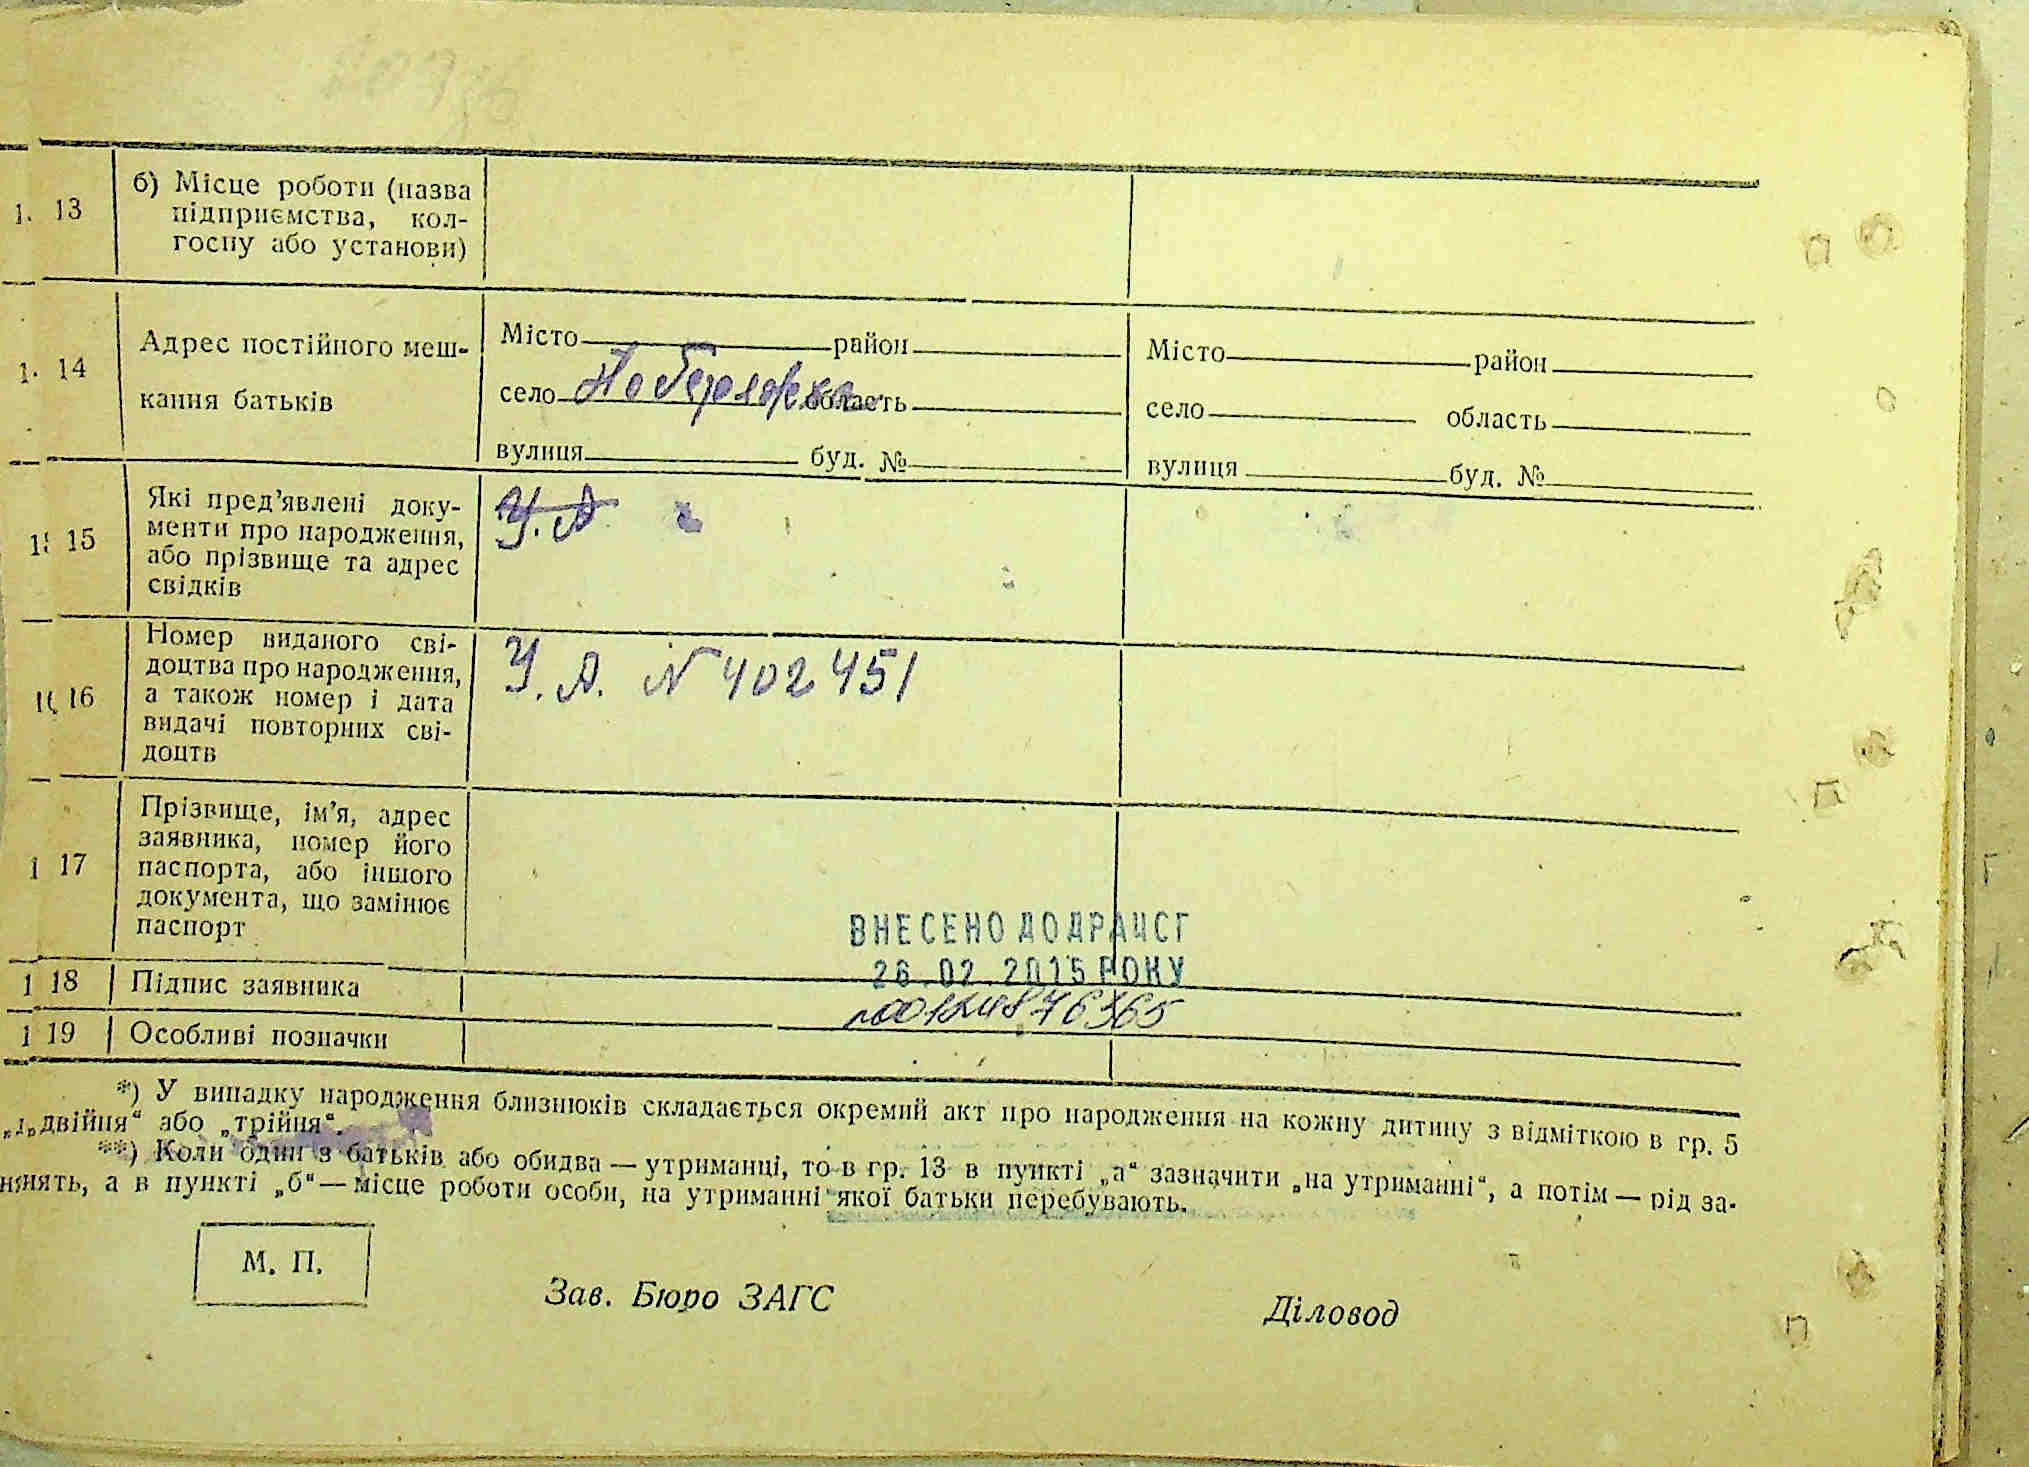 13 б) Місце роботи (назва
підприємства, кол-
госпу або установи)
14 Адрес постійного меш-
кання батьків
Місто район
село область
вулиця буд. №
Місто район
село область
вулиця буд. №
15 Які пред’явлені доку-
менти про народження,
або прізвище та адрес
свідків
У. А
16 Номер виданого сві-
доцтва про народження,
а також номер і дата
видачі повторних сві-
доцтв
У. А. N 402451
17 Прізвище, ім’я, адрес
заявника, номер його
паспорта, або іншого
документа, що замінює
паспорт
ВНЕСЕНО ДО ДРАЦСГ
26.02.2015 РОКУ
18 Підпис заявника
19 Особливі позначки
*) У випадку народження близнюків складається окремий акт про народження на кожну дитину з відміткою в гр. 5
„двійня“ або „трійня“.
**) Коли один з батьків або обидва — утриманці, то в гр. 13 в пункті „а“ зазначити „на утриманні“, а потім — рід за-
нять, а в пункті „б“ — місце роботи особи, на утриманні якої батьки перебувають.
М. П.
Зав. Бюро ЗАГС
Діловод